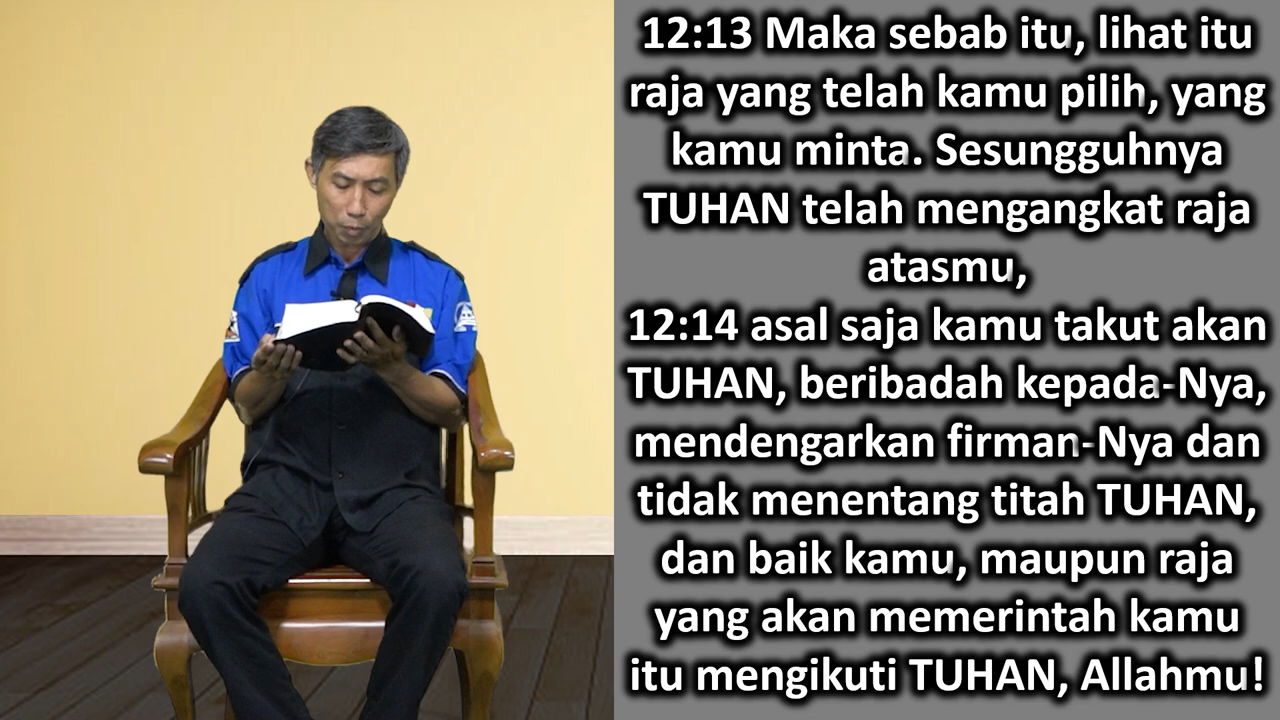 12:13 Maka sebab itu, lihat itu
raja yang telah kamu pilih, yang
kamu minta. Sesungguhnya
TUHAN telah mengangkat raja
atasmu,
12:14 asal saja kamu takut akan
TUHAN, beribadah kepada-Nya,
mendengarkan firman-Nya dan
tidak menentang titah TUHAN,
dan baik kamu, maupun raja
yang akan memerintah kamu
itu mengikuti TUHAN, Allahmu!